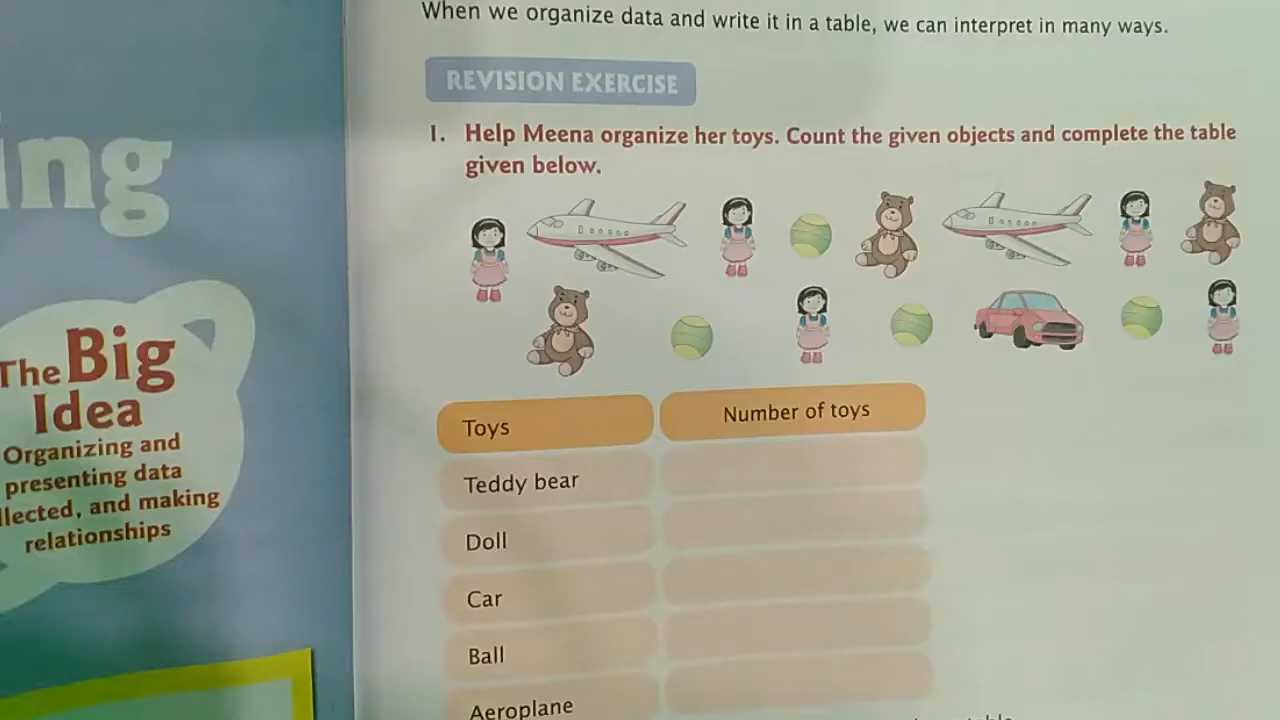 ing
The Big
Idea
Organizing and
presenting data
llected, and making
relationships
When we organize data and write it in a table, we can interpret in many ways.
REVISION EXERCISE
1. Help Meena organize her toys. Count the given objects and complete the table
given below.
Toys Number of toys
Teddy bear
Doll
Car
Ball
Aeroplane